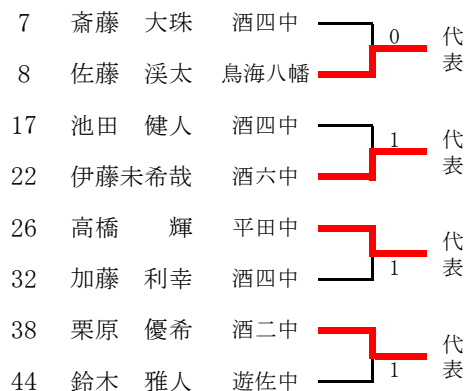 7 斎藤 大珠 酒四中
0 代表
8 佐藤 渓太 鳥海八幡
17 池田 健人 酒四中
1 代表
22 伊藤未希哉 酒六中
26 高橋 輝 平田中
代表
32 加藤 利幸 酒四中
1
38 栗原 優希 酒二中
代表
44 鈴木 雅人 遊佐中
1